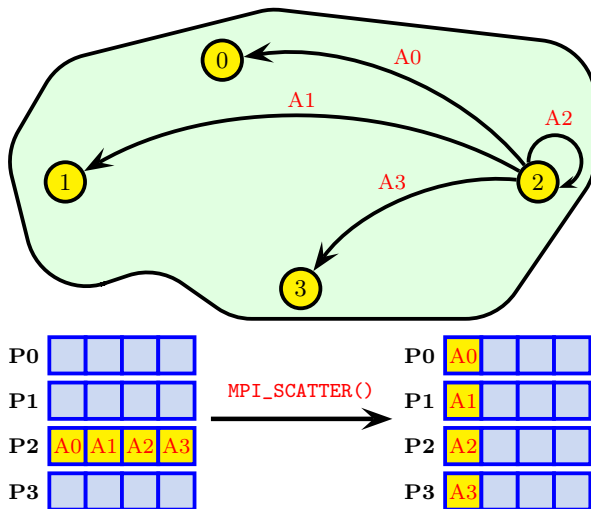 0
A0
A1
A2
1
A3
2
3
P0
P1
P2 A0 A1 A2 A3
P3
MPI_SCATTER()
P0 A0
P1 A1
P2 A2
P3 A3